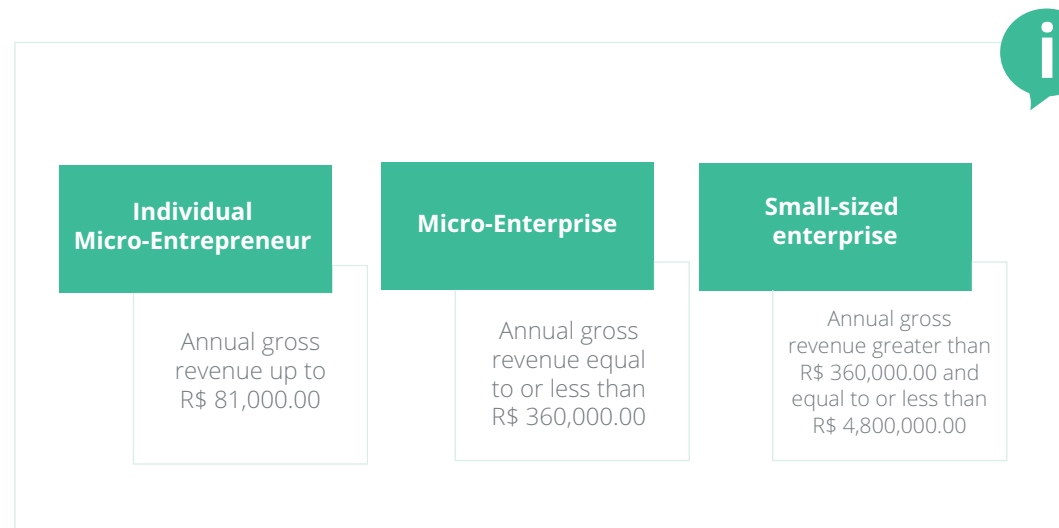 i
Individual
Micro-Entrepreneur
Annual gross
revenue up to
R$ 81,000.00
Micro-Enterprise
Annual gross
revenue equal
to or less than
R$ 360,000.00
Small-sized
enterprise
Annual gross
revenue greater than
R$ 360,000.00 and
equal to or less than
R$ 4,800,000.00